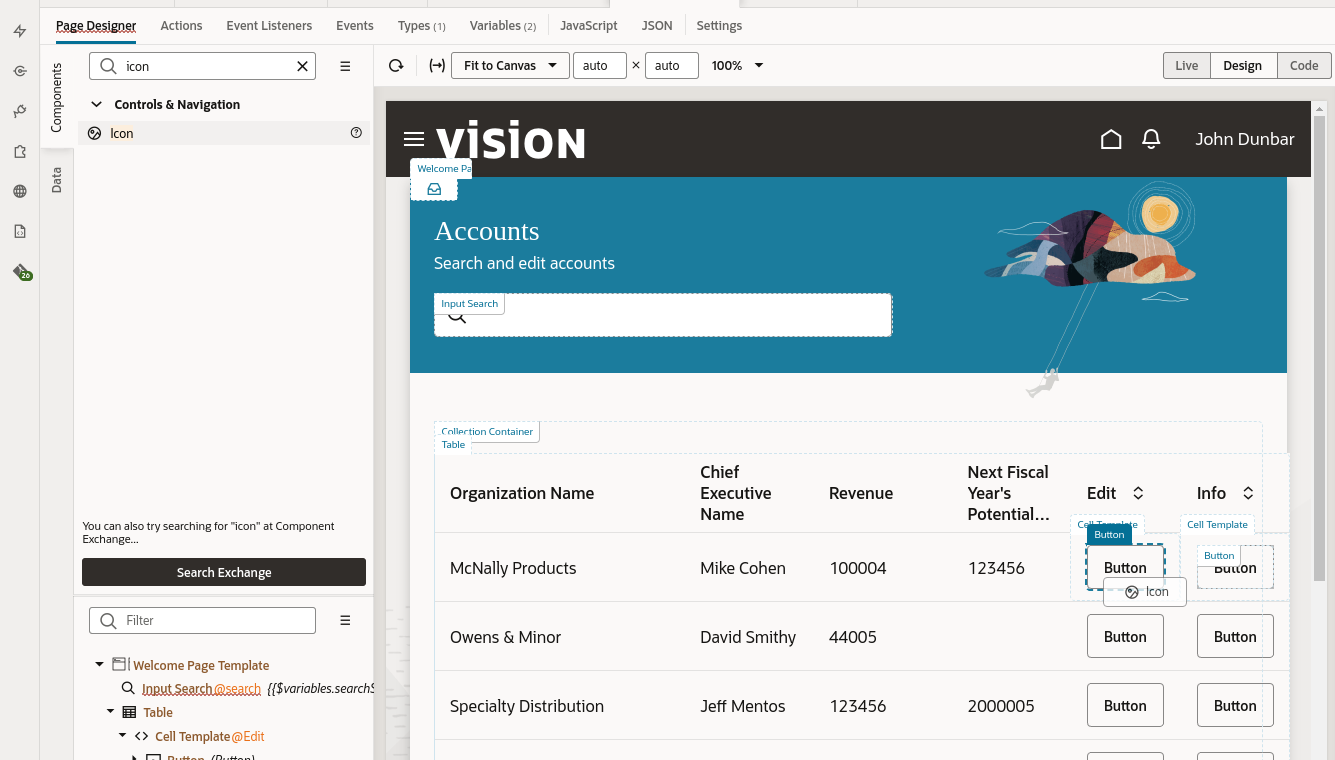 Page Designer
Actions
Event Listeners
Events
Types (1)
Variables (2)
JavaScript
JSON
Settings
Components
Data
icon
Controls & Navigation
Icon
You can also try searching for "icon" at Component
Exchange...
Search Exchange
Filter
Welcome Page Template
Input Search@search {{$variables.searchS
Table
Cell Template@Edit
Button (Button)
26
Fit to Canvas
auto
×
auto
100%
Live
Design
Code
vision
John Dunbar
Welcome Pa
Accounts
Search and edit accounts
Input Search
Collection Container
Table
Organization Name
Chief
Executive
Name
Revenue
Next Fiscal
Year's
Potential...
Edit
Info
Cell Template
Cell Template
Button
Button
McNally Products
Mike Cohen
100004
123456
Button
Button
Icon
Owens & Minor
David Smithy
44005
Button
Button
Specialty Distribution
Jeff Mentos
123456
2000005
Button
Button